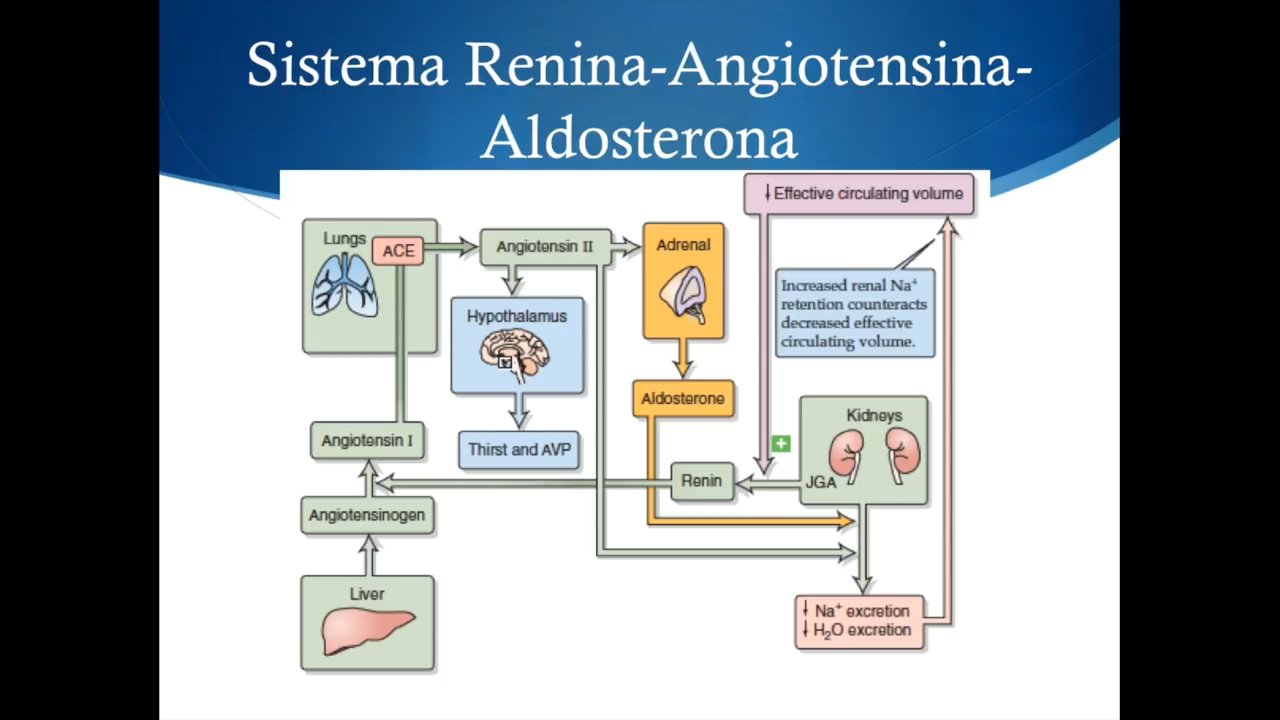 Sistema Renina-Angiotensina-
Aldosterona
↓ Effective circulating volume
Lungs
ACE
Angiotensin II
Adrenal
Increased renal Na⁺
retention counteracts
decreased effective
circulating volume.
Hypothalamus
Thirst and AVP
Aldosterone
Kidneys
JGA
Angiotensin I
Renin
Angiotensinogen
Liver
↓ Na⁺ excretion
↓ H₂O excretion